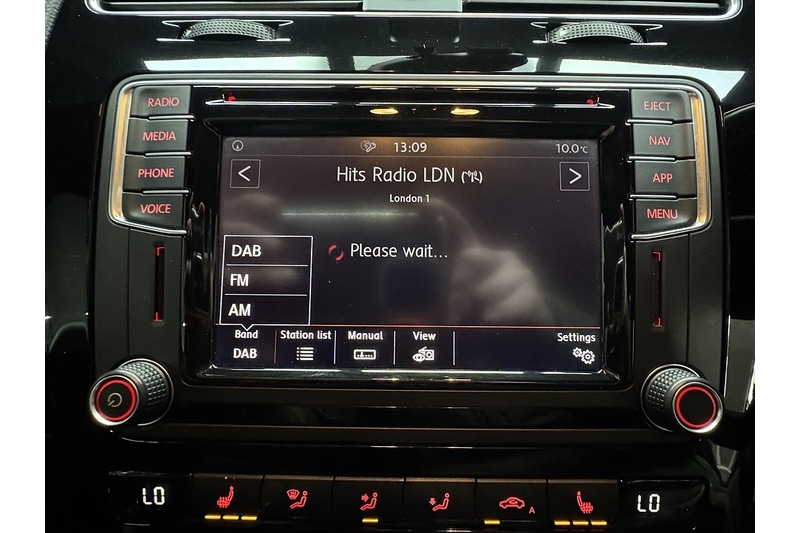 RADIO
MEDIA
PHONE
VOICE
EJECT
NAV
APP
MENU
13:09
10.0°C
< Hits Radio LDN >
London 1
Please wait...
DAB
FM
AM
Band Station list Manual View Settings
DAB
LO A LO